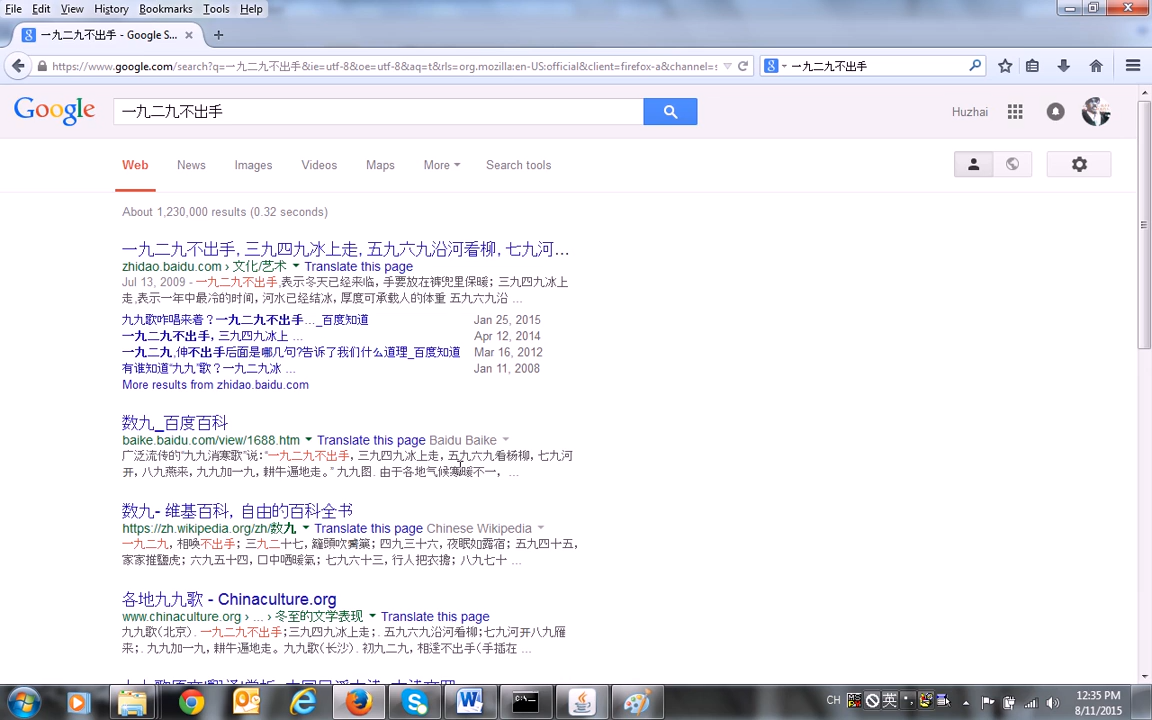 File Edit View History Bookmarks Tools Help
一九二九不出手 - Google S...
https://www.google.com/search?q=一九二九不出手&ie=utf-8&oe=utf-8&aq=t&rls=org.mozilla:en-US:official&client=firefox-a&channel=s
一九二九不出手
Google
一九二九不出手
Huzhai
Web News Images Videos Maps More Search tools
About 1,230,000 results (0.32 seconds)
一九二九不出手, 三九四九冰上走, 五九六九沿河看柳, 七九河...
zhidao.baidu.com › 文化/艺术 Translate this page
Jul 13, 2009 - 一九二九不出手,表示冬天已经来临, 手要放在裤兜里保暖; 三九四九冰上
走,表示一年中最冷的时间, 河水已经结冰, 厚度可承载人的体重 五九六九沿 ...
九九歌咋唱来着？一九二九不出手…_百度知道 Jan 25, 2015
一九二九不出手, 三九四九冰上 ... Apr 12, 2014
一九二九,伸不出手后面是哪几句?告诉了我们什么道理_百度知道 Mar 16, 2012
有谁知道“九九”歌？一九二九冰 ... Jan 11, 2008
More results from zhidao.baidu.com
数九_百度百科
baike.baidu.com/view/1688.htm Translate this page Baidu Baike
广泛流传的“九九消寒歌”说：“一九二九不出手, 三九四九冰上走, 五九六九看杨柳, 七九河
开, 八九燕来, 九九加一九, 耕牛遍地走。” 九九图. 由于各地气候寒暖不一, ...
数九- 维基百科, 自由的百科全书
https://zh.wikipedia.org/zh/数九 Translate this page Chinese Wikipedia
一九二九, 相唤不出手; 三九二十七, 籬頭吹觱篥; 四九三十六, 夜眠如露宿; 五九四十五,
家家推鹽虎; 六九五十四, 口中哂暖氣; 七九六十三, 行人把衣擔; 八九七十 ...
各地九九歌 - Chinaculture.org
www.chinaculture.org › ... › 冬至的文学表现 Translate this page
九九歌(北京). 一九二九不出手;三九四九冰上走;. 五九六九沿河看柳;七九河开八九雁
来;. 九九加一九, 耕牛遍地走。 九九歌(长沙). 初九二九, 相逢不出手(手插在 ...
CH 英
12:35 PM
8/11/2015